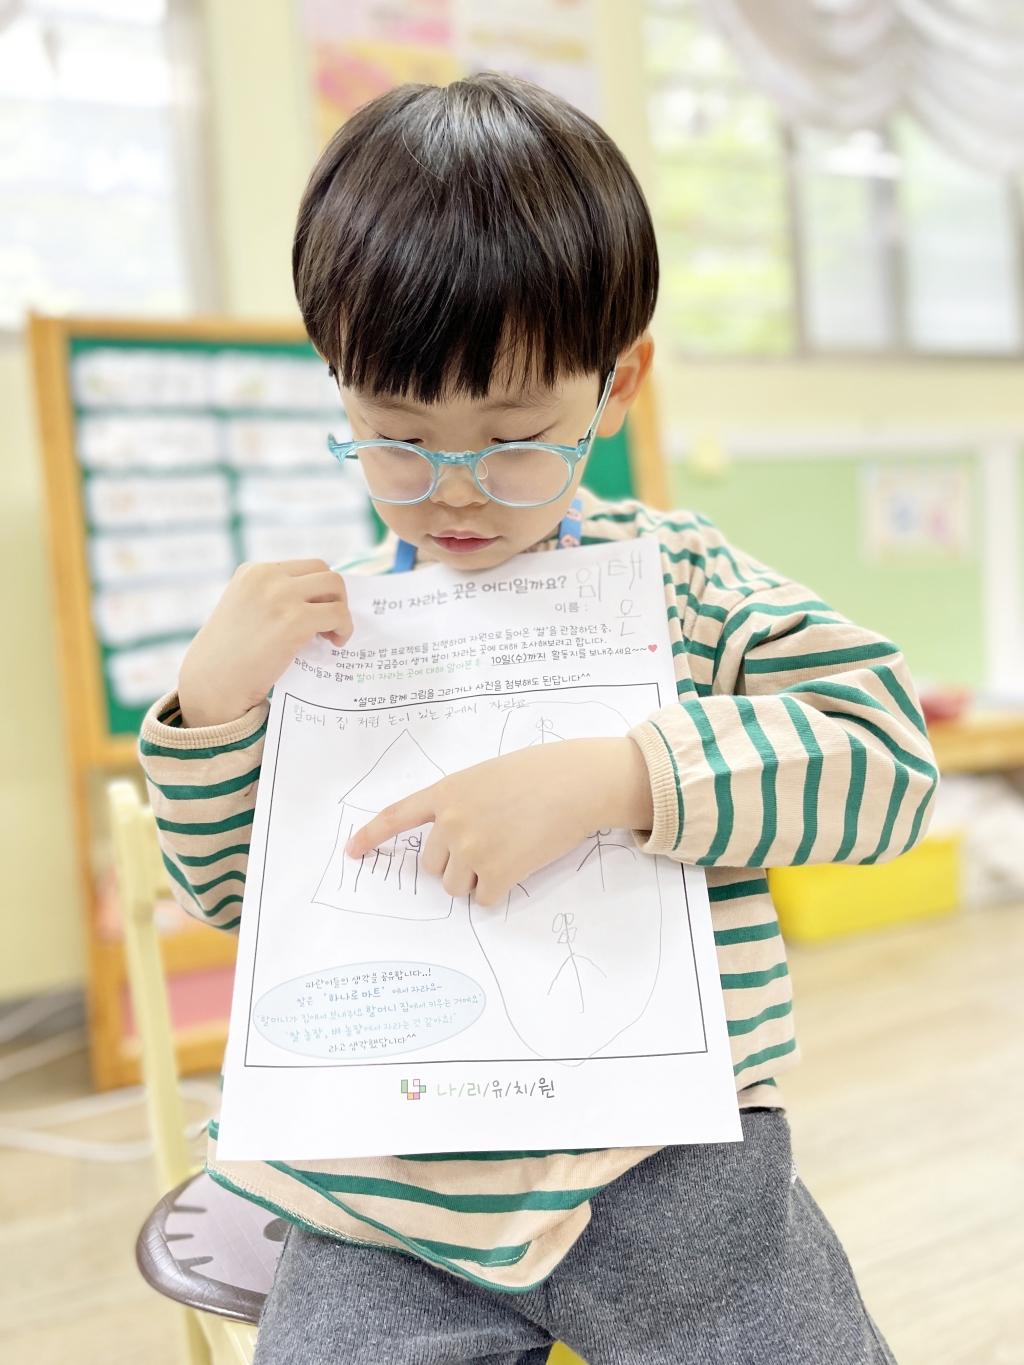 쌀이 자라는 곳은 어디일까요?
이름 : 임태
윤
파란이들과 밥 프로젝트를 진행하며 자원으로 들어온 '쌀'을 관찰하던 중,
여러가지 궁금증이 생겨 쌀이 자라는 곳에 대해 조사해보려고 합니다.
파란이들과 함께 쌀이 자라는 곳에 대해 알아본 후 10일(수)까지 활동지를 보내주세요~~
*설명과 함께 그림을 그리거나 사진을 첨부해도 된답니다^^
할머니 집 처럼 논이 있는 곳에서 자라요
파란이들의 생각을 공유합니다..!
쌀은 '하나로 마트' 에서 자라요~
'할머니가 집에서 보내주요 할머니 집에서 키우는 거예요'
'쌀 농장, 벼 농장에서 자라는 것 같아요!'
라고 생각했답니다^^
나/리/유/치/원